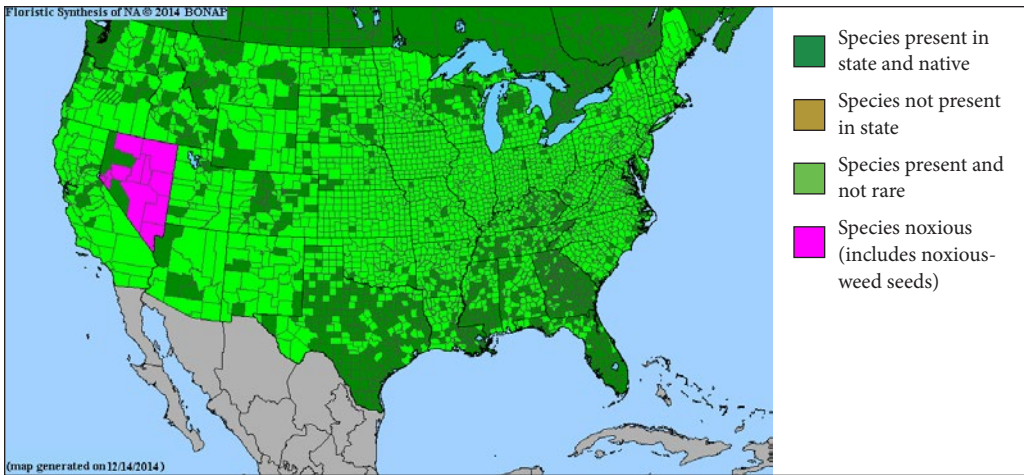 Floristic Synthesis of NA © 2014 BONAP
Species present in
state and native
Species not present
in state
Species present and
not rare
Species noxious
(includes noxious-
weed seeds)
(map generated on 12/14/2014)